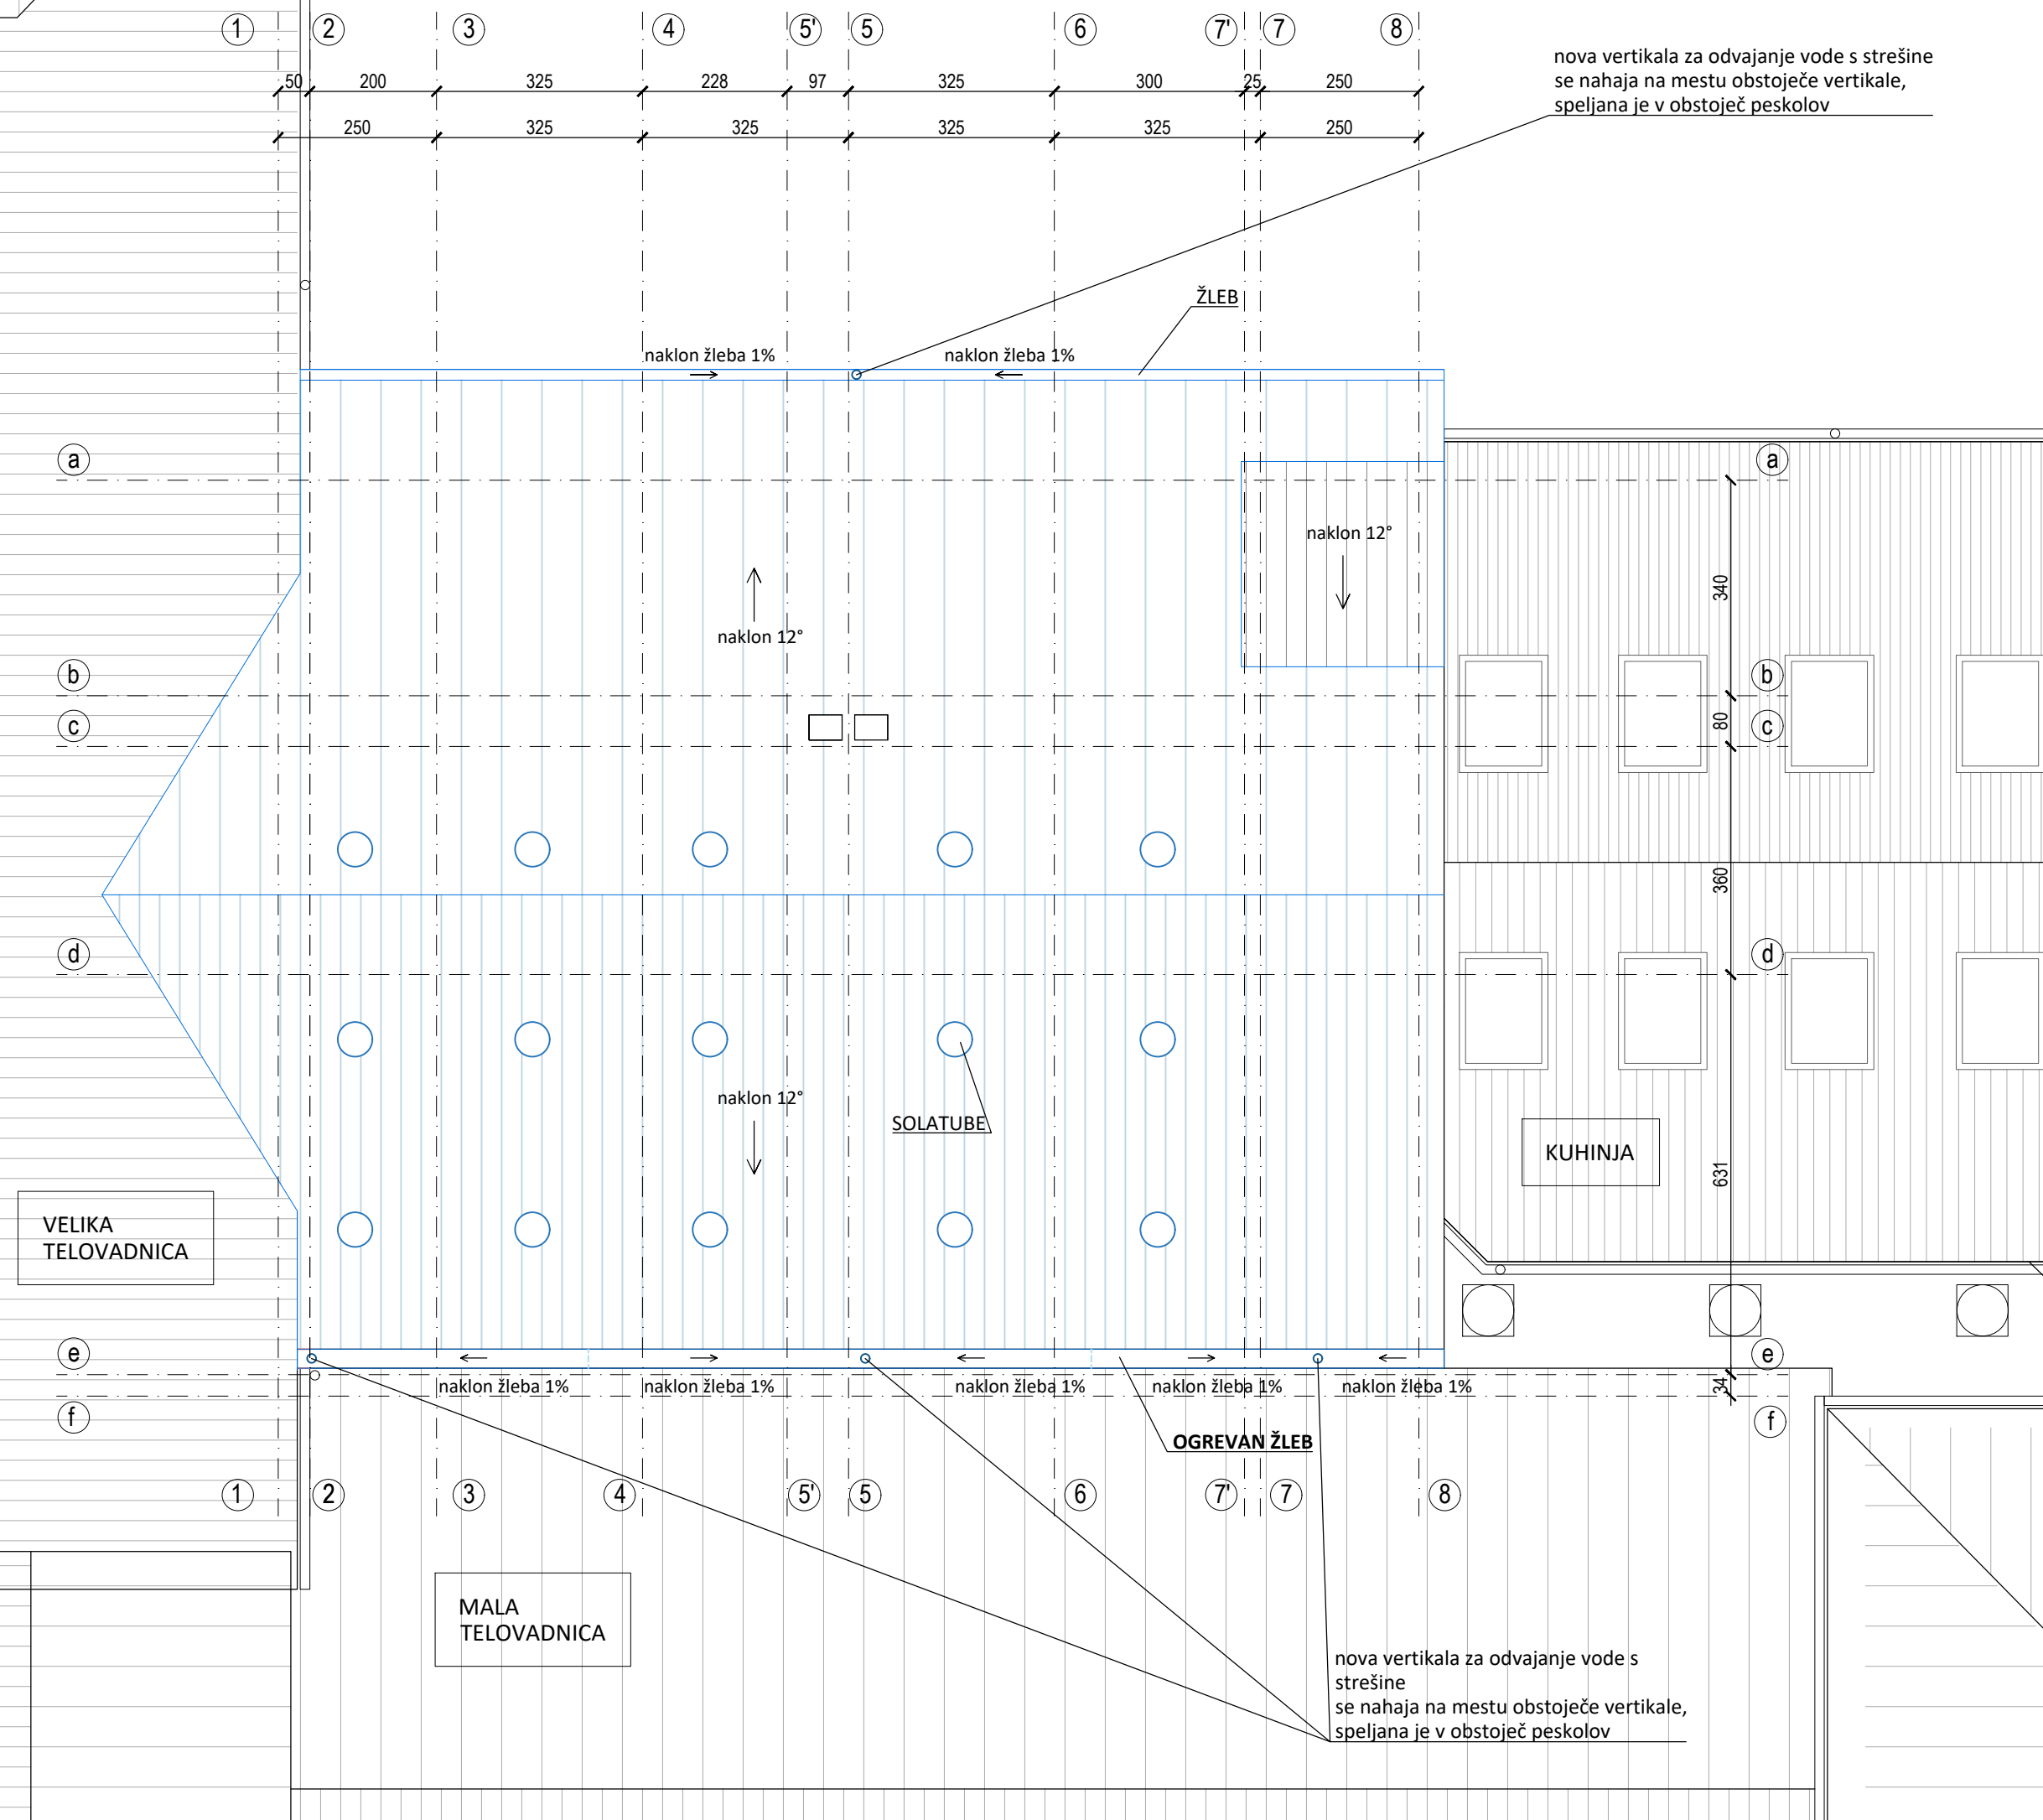 1 2 3 4 5' 5 6 7' 7 8
nova vertikala za odvajanje vode s strešine
se nahaja na mestu obstoječe vertikale,
speljana je v obstoječ peskolov
50 200 325 228 97 325 300 25 250
250 325 325 325 325 250
ŽLEB
naklon žleba 1% naklon žleba 1%
a a
naklon 12°
340
naklon 12°
b b
c 80 c
360
d d
naklon 12°
SOLATUBE
KUHINJA
631
VELIKA
TELOVADNICA
e e
naklon žleba 1% naklon žleba 1% naklon žleba 1% naklon žleba 1% naklon žleba 1%
34
f f
OGREVAN ŽLEB
1 2 3 4 5' 5 6 7' 7 8
MALA
TELOVADNICA
nova vertikala za odvajanje vode s
strešine
se nahaja na mestu obstoječe vertikale,
speljana je v obstoječ peskolov